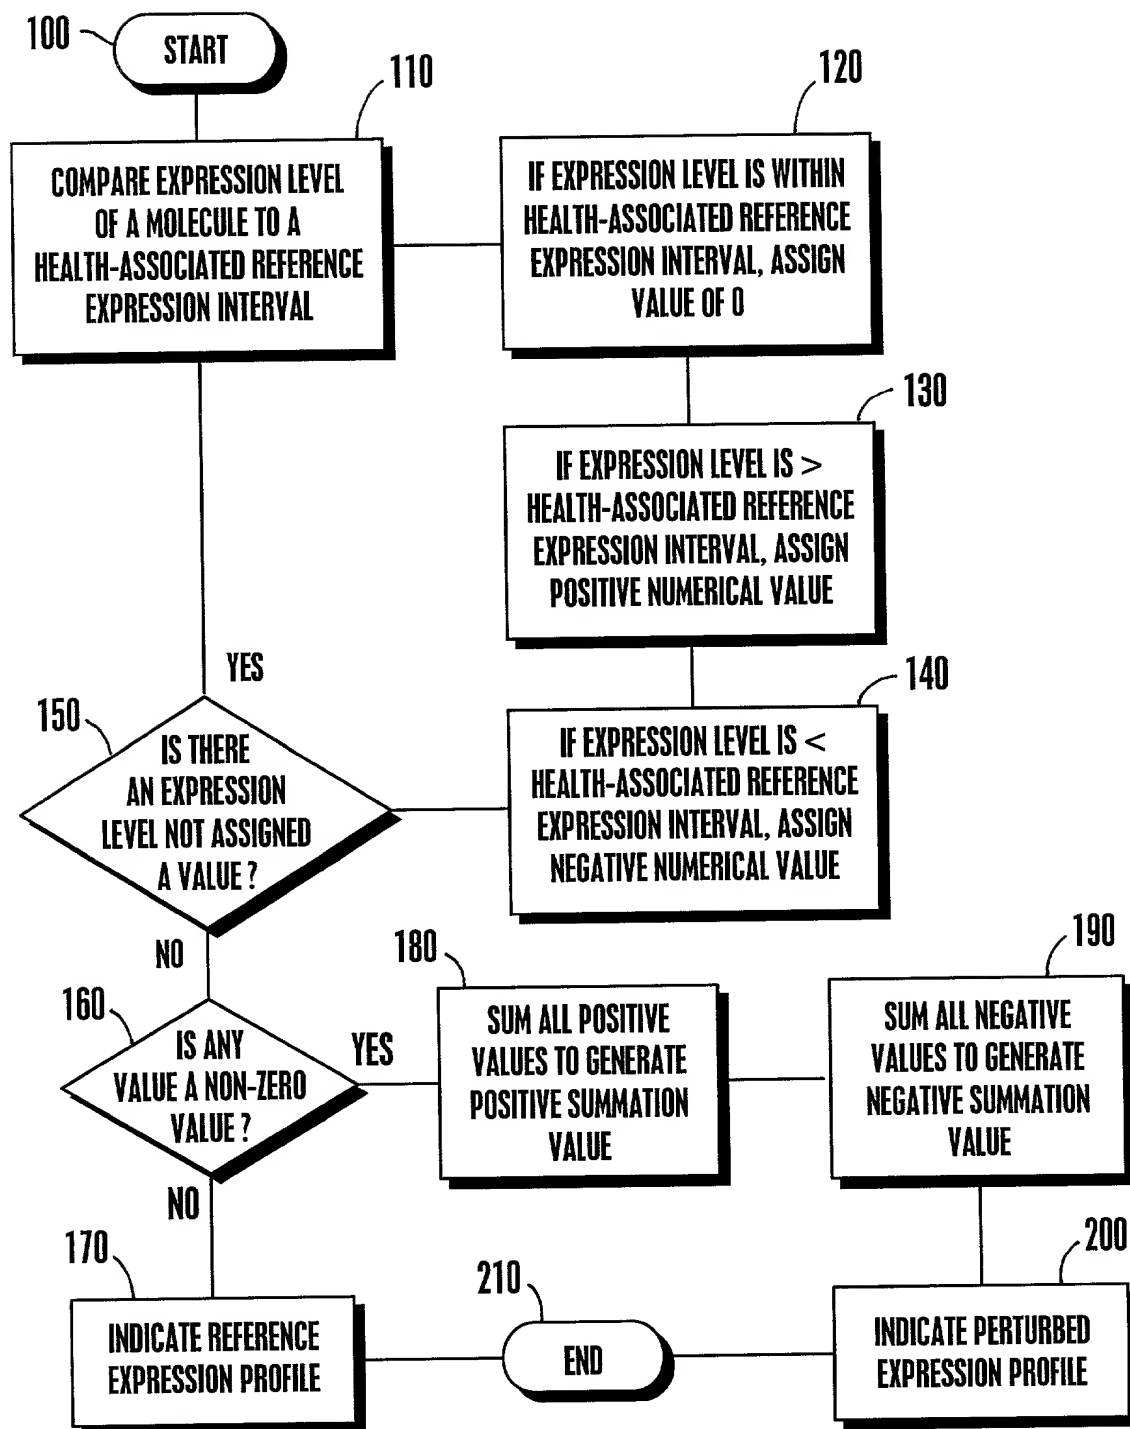 100
START
110
COMPARE EXPRESSION LEVEL
OF A MOLECULE TO A
HEALTH-ASSOCIATED REFERENCE
EXPRESSION INTERVAL
120
IF EXPRESSION LEVEL IS WITHIN
HEALTH-ASSOCIATED REFERENCE
EXPRESSION INTERVAL, ASSIGN
VALUE OF 0
130
IF EXPRESSION LEVEL IS >
HEALTH-ASSOCIATED REFERENCE
EXPRESSION INTERVAL, ASSIGN
POSITIVE NUMERICAL VALUE
140
IF EXPRESSION LEVEL IS <
HEALTH-ASSOCIATED REFERENCE
EXPRESSION INTERVAL, ASSIGN
NEGATIVE NUMERICAL VALUE
YES
150
IS THERE
AN EXPRESSION
LEVEL NOT ASSIGNED
A VALUE ?
NO
160
IS ANY
VALUE A NON-ZERO
VALUE ?
YES
180
SUM ALL POSITIVE
VALUES TO GENERATE
POSITIVE SUMMATION
VALUE
190
SUM ALL NEGATIVE
VALUES TO GENERATE
NEGATIVE SUMMATION
VALUE
NO
170
INDICATE REFERENCE
EXPRESSION PROFILE
210
END
200
INDICATE PERTURBED
EXPRESSION PROFILE